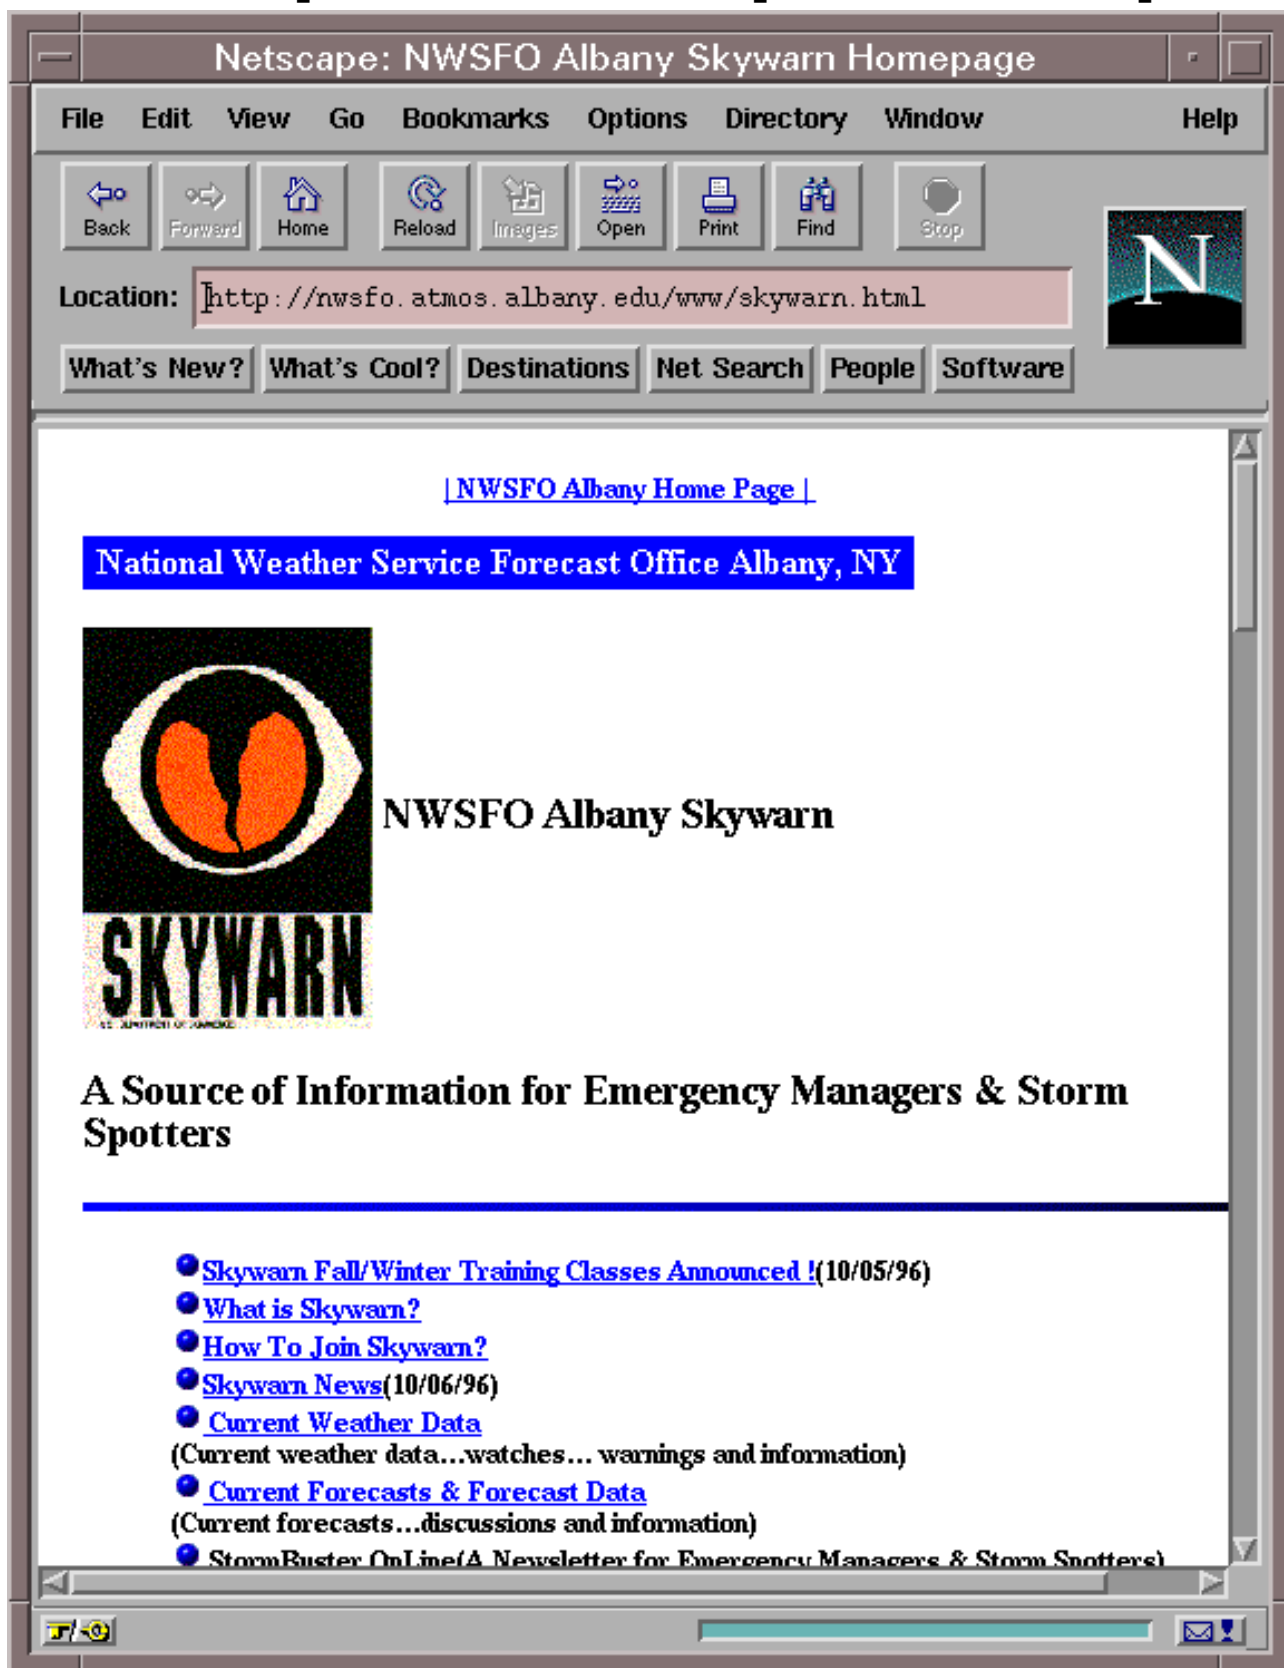 Netscape: NWSFO Albany Skywarn Homepage
File Edit View Go Bookmarks Options Directory Window Help
Back Forward Home Reload Images Open Print Find Stop
N
Location: http://nwsfo.atmos.albany.edu/www/skywarn.html
What's New? What's Cool? Destinations Net Search People Software
| NWSFO Albany Home Page |
National Weather Service Forecast Office Albany, NY
NWSFO Albany Skywarn
SKYWARN
U.S. DEPARTMENT OF COMMERCE
A Source of Information for Emergency Managers & Storm
Spotters
Skywarn Fall/Winter Training Classes Announced !(10/05/96)
What is Skywarn?
How To Join Skywarn?
Skywarn News(10/06/96)
Current Weather Data
(Current weather data...watches... warnings and information)
Current Forecasts & Forecast Data
(Current forecasts...discussions and information)
StormBuster OnLine(A Newsletter for Emergency Managers & Storm Spotters)